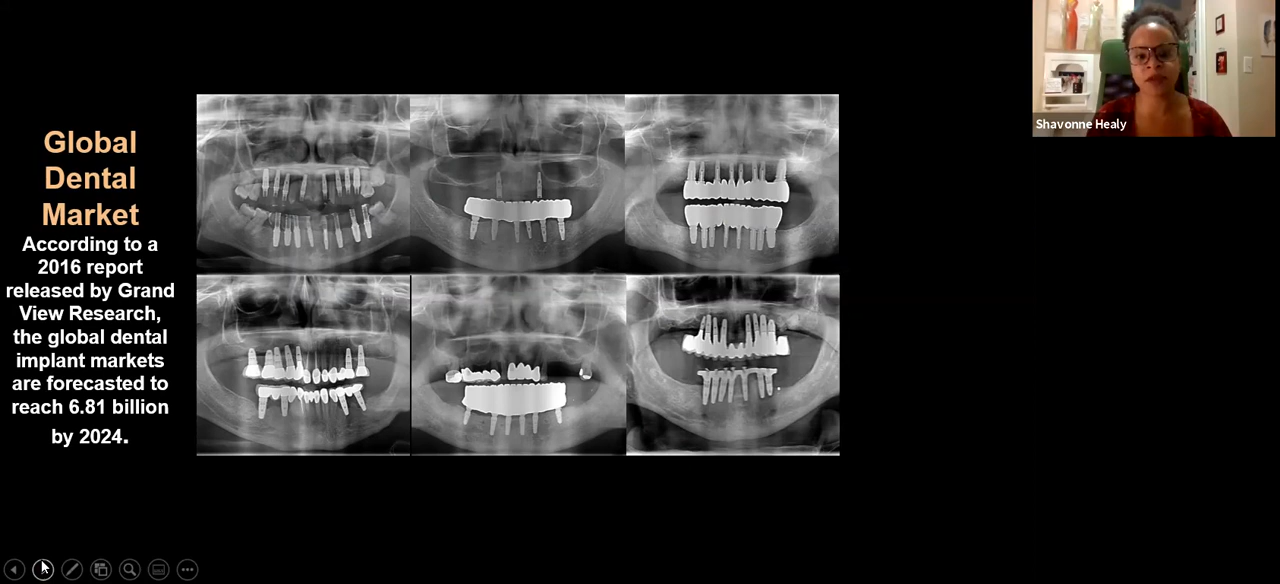 Global
Dental
Market
According to a
2016 report
released by Grand
View Research,
the global dental
implant markets
are forecasted to
reach 6.81 billion
by 2024.
Shavonne Healy